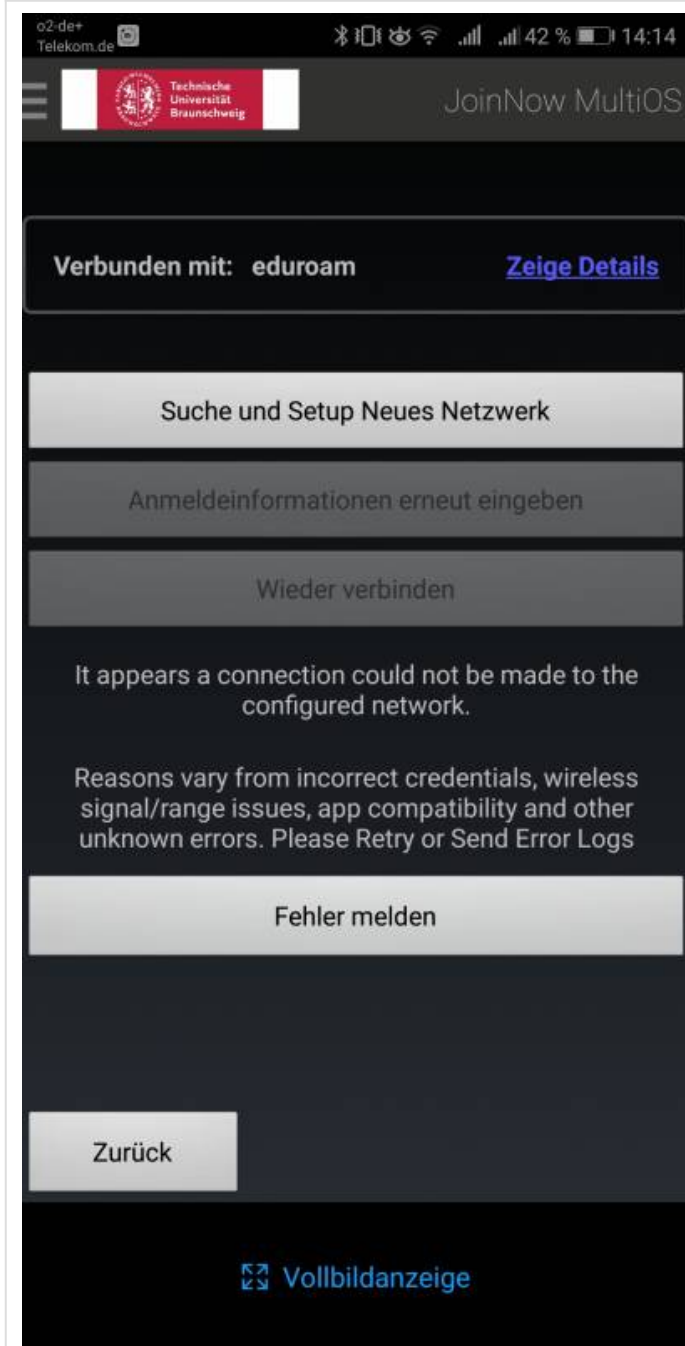 o2-de+
Telekom.de
42 % 14:14
Technische
Universität
Braunschweig
JoinNow MultiOS
Verbunden mit: eduroam Zeige Details
Suche und Setup Neues Netzwerk
Anmeldeinformationen erneut eingeben
Wieder verbinden
It appears a connection could not be made to the
configured network.
Reasons vary from incorrect credentials, wireless
signal/range issues, app compatibility and other
unknown errors. Please Retry or Send Error Logs
Fehler melden
Zurück
Vollbildanzeige